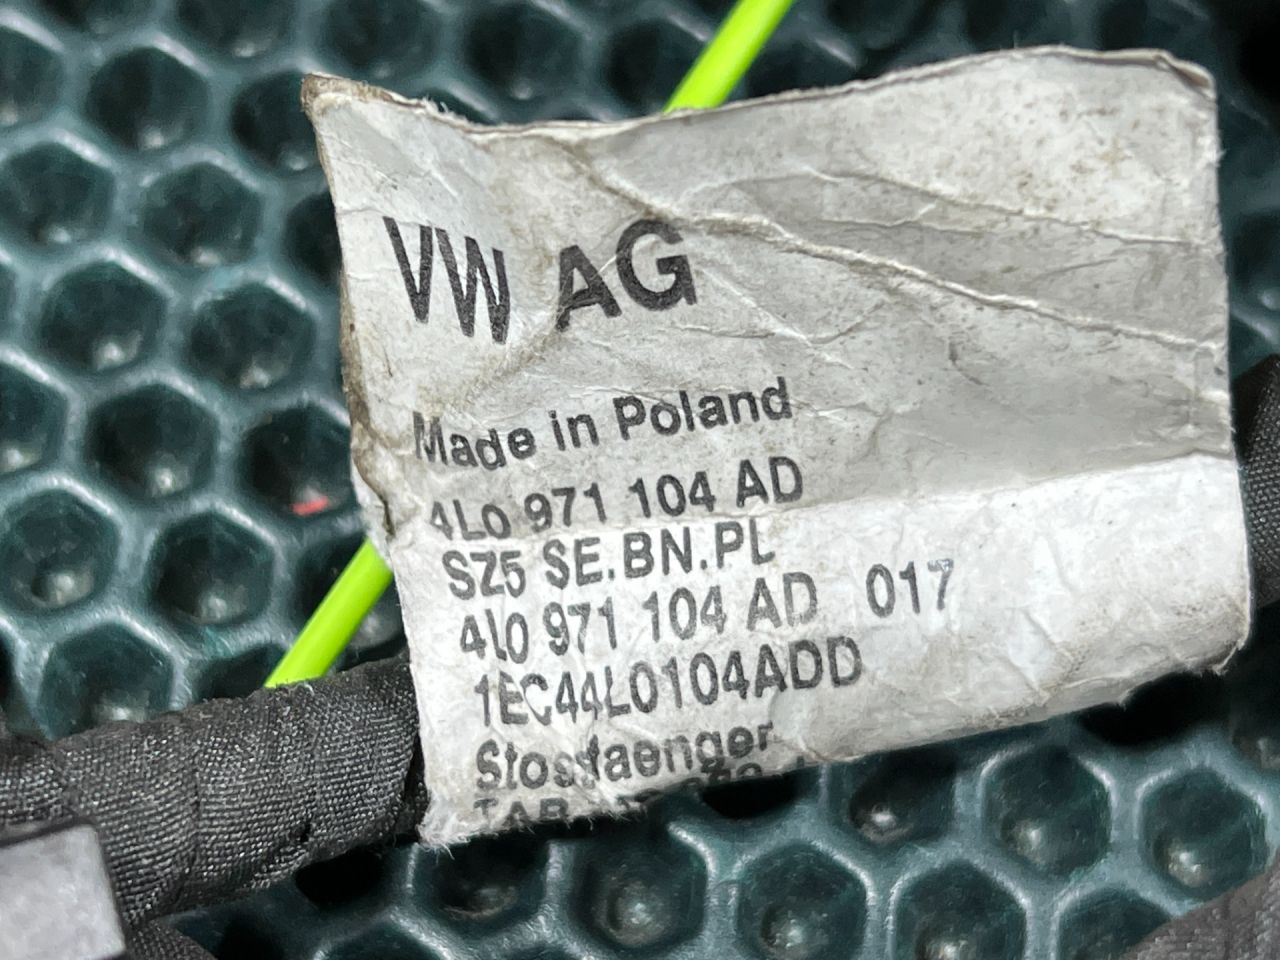 VW AG
Made in Poland
4L0 971 104 AD
SZ5 SE.BN.PL
4L0 971 104 AD 017
1EC44L0104ADD
Stossfaenger